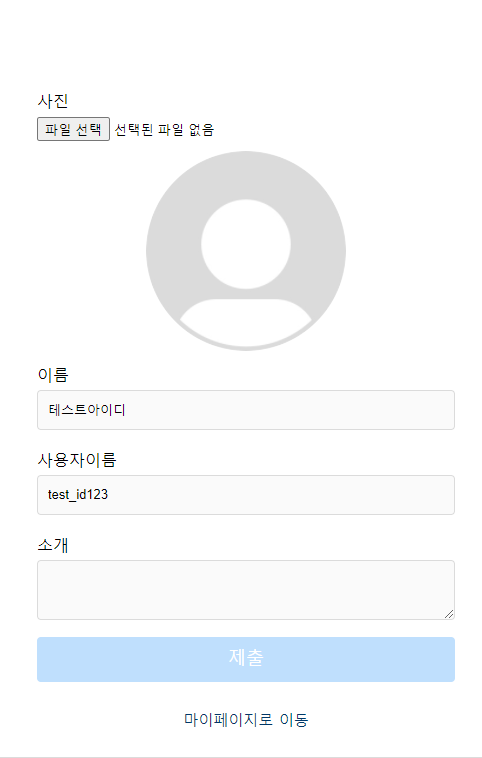 사진
파일 선택 선택된 파일 없음
이름
테스트아이디
사용자이름
test_id123
소개
제출
마이페이지로 이동